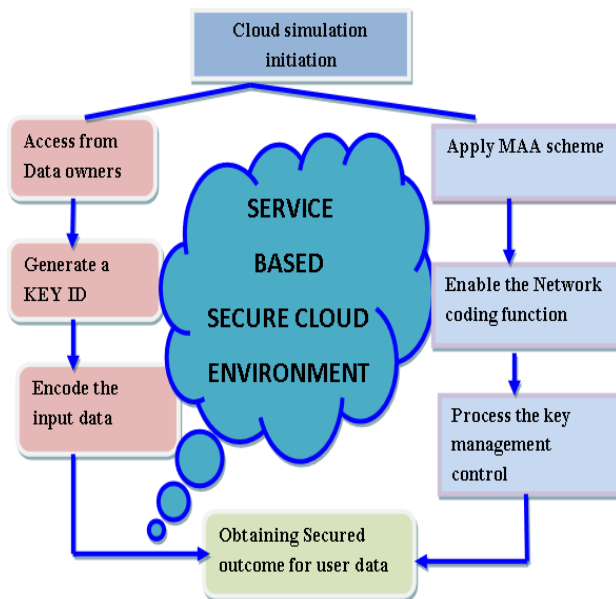 Cloud simulation
initiation
Access from
Data owners
Generate a
KEY ID
Encode the
input data
SERVICE
BASED
SECURE CLOUD
ENVIRONMENT
Apply MAA scheme
Enable the Network
coding function
Process the key
management
control
Obtaining Secured
outcome for user data